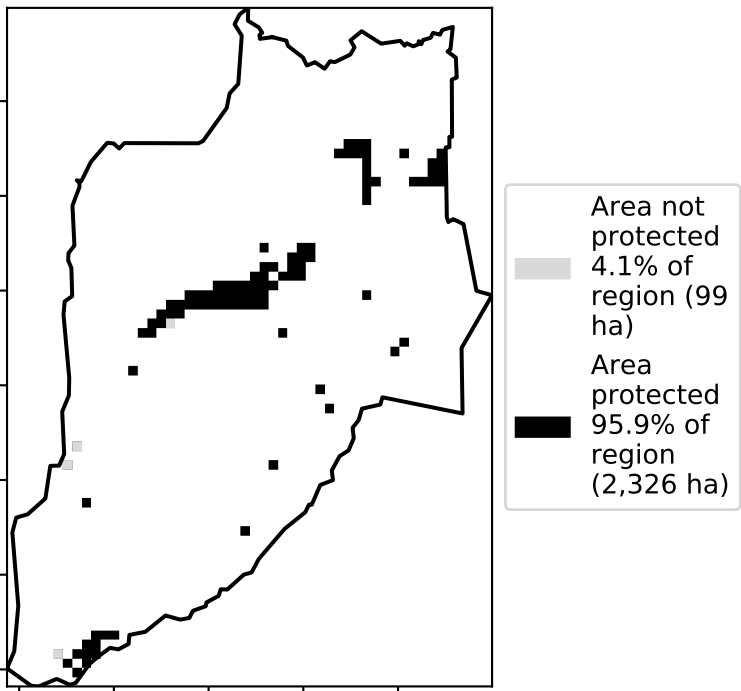 Area not
protected
4.1% of
region (99
ha)
Area
protected
95.9% of
region
(2,326 ha)